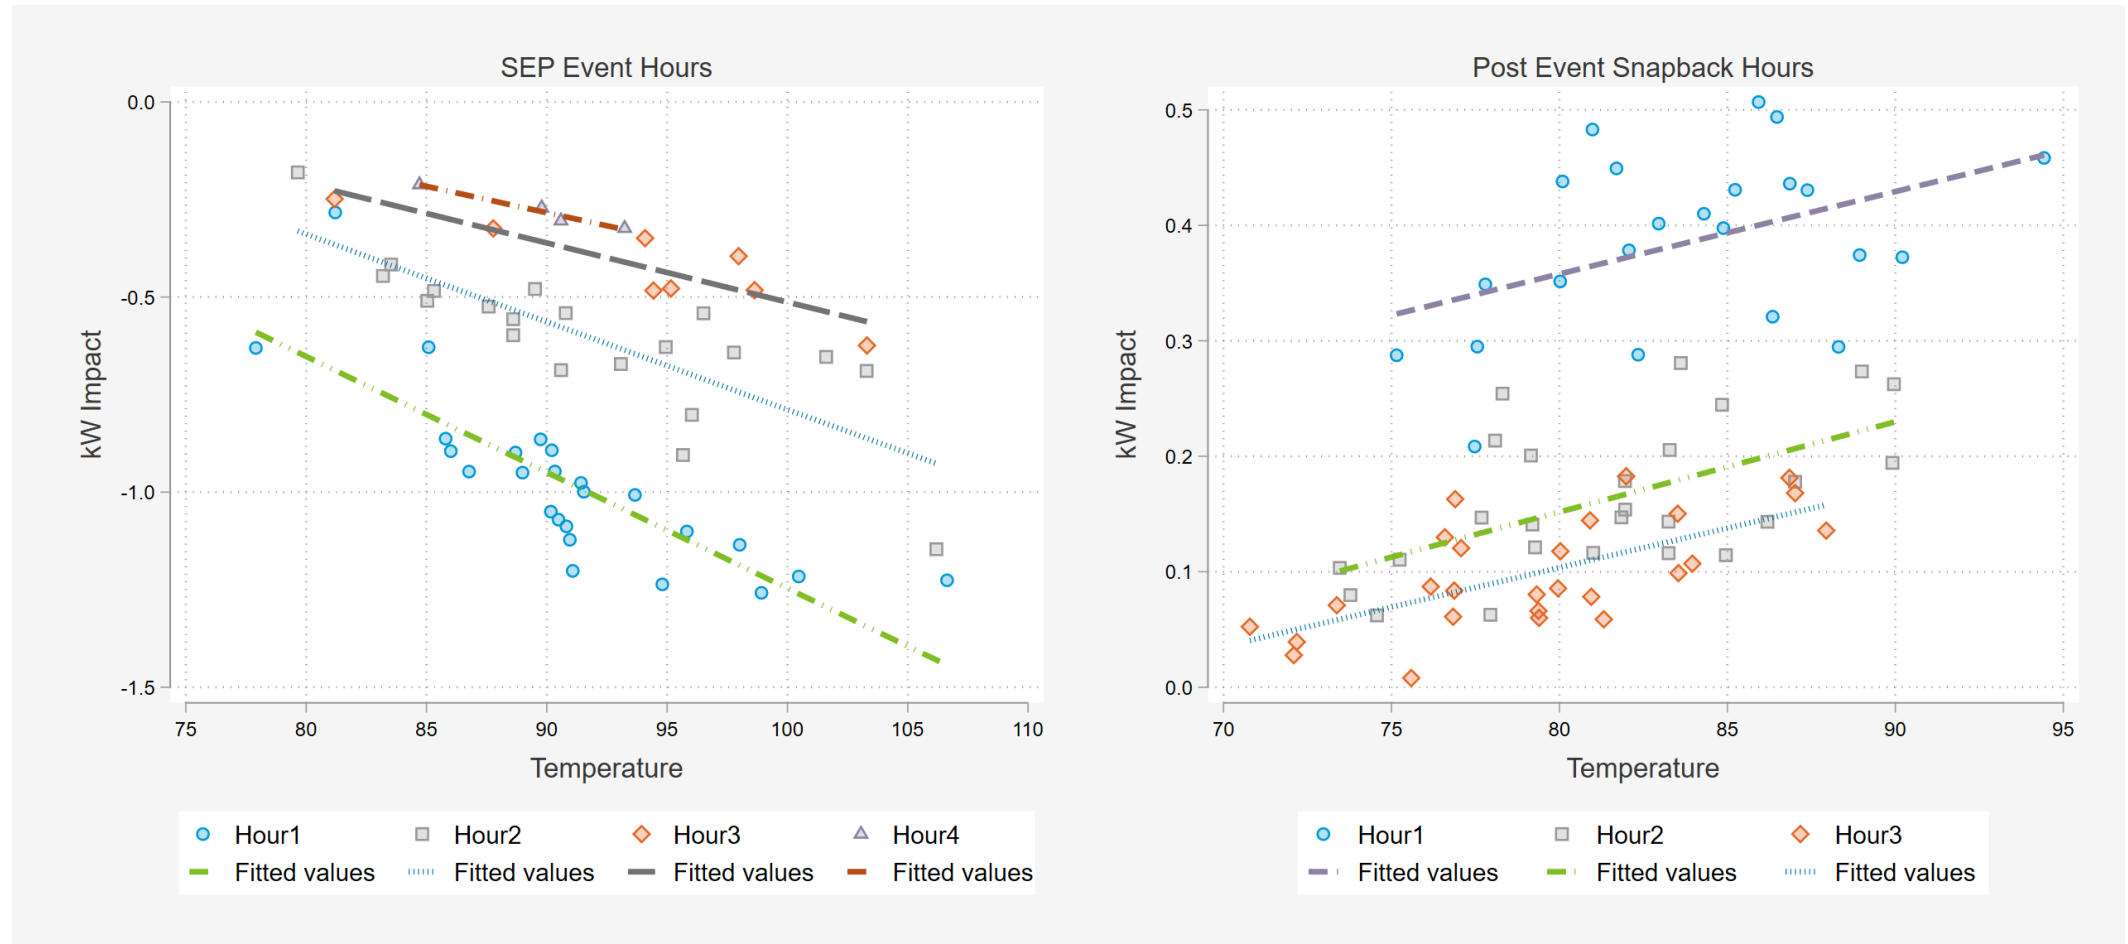 SEP Event Hours
0.0
-0.5
-1.0
-1.5
kW Impact
75 80 85 90 95 100 105 110
Temperature
Hour1 Hour2 Hour3 Hour4
Fitted values Fitted values Fitted values Fitted values
Post Event Snapback Hours
0.5
0.4
0.3
0.2
0.1
0.0
kW Impact
70 75 80 85 90 95
Temperature
Hour1 Hour2 Hour3
Fitted values Fitted values Fitted values